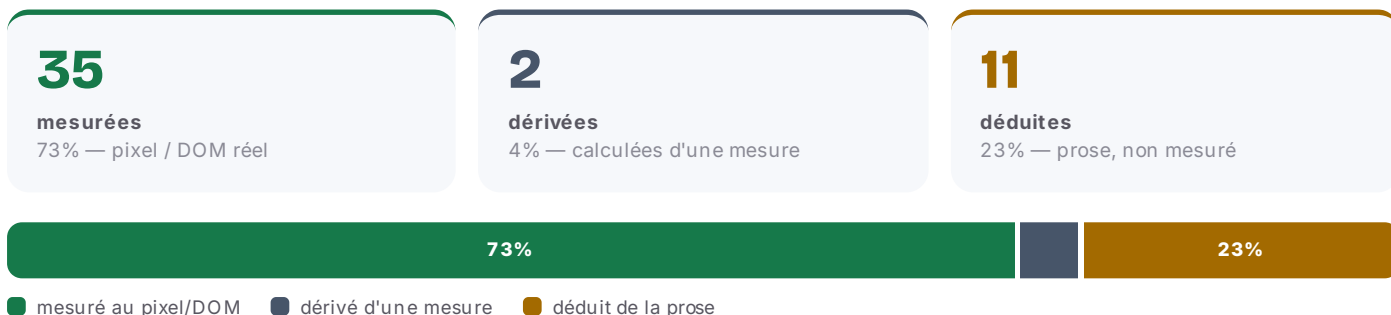 35
mesurées
73% — pixel / DOM réel
2
dérivées
4% — calculées d'une mesure
11
déduites
23% — prose, non mesuré
73%
23%
mesuré au pixel/DOM
dérivé d'une mesure
déduit de la prose